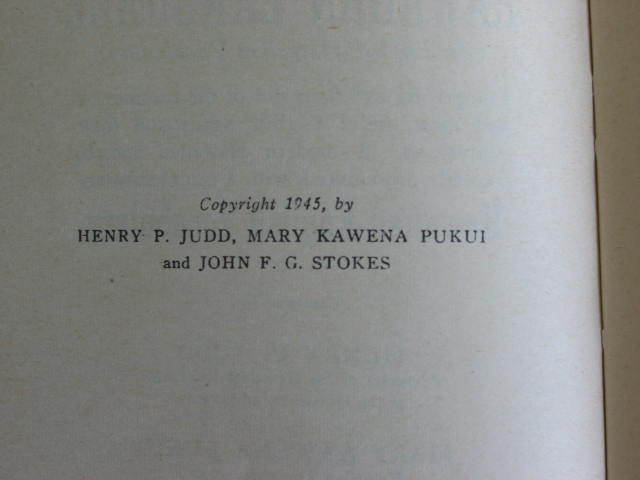 Copyright 1945, by
HENRY P. JUDD, MARY KAWENA PUKUI
and JOHN F. G. STOKES